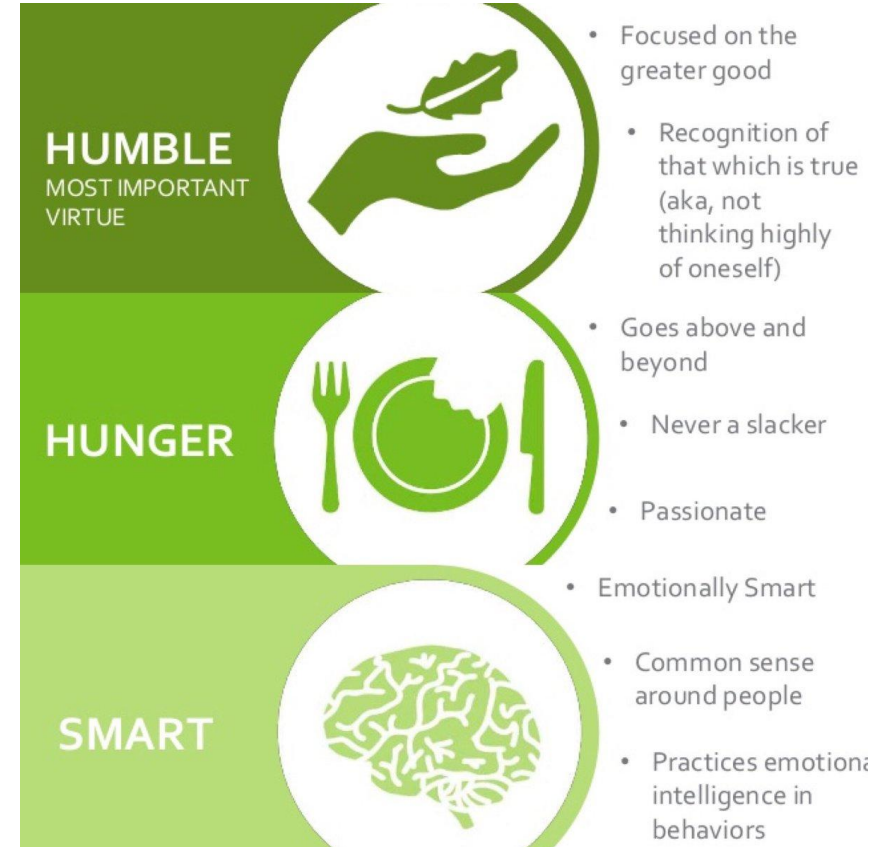 HUMBLE
MOST IMPORTANT
VIRTUE
• Focused on the
greater good
• Recognition of
that which is true
(aka, not
thinking highly
of oneself)
HUNGER
• Goes above and
beyond
• Never a slacker
• Passionate
SMART
• Emotionally Smart
• Common sense
around people
• Practices emotiona
intelligence in
behaviors